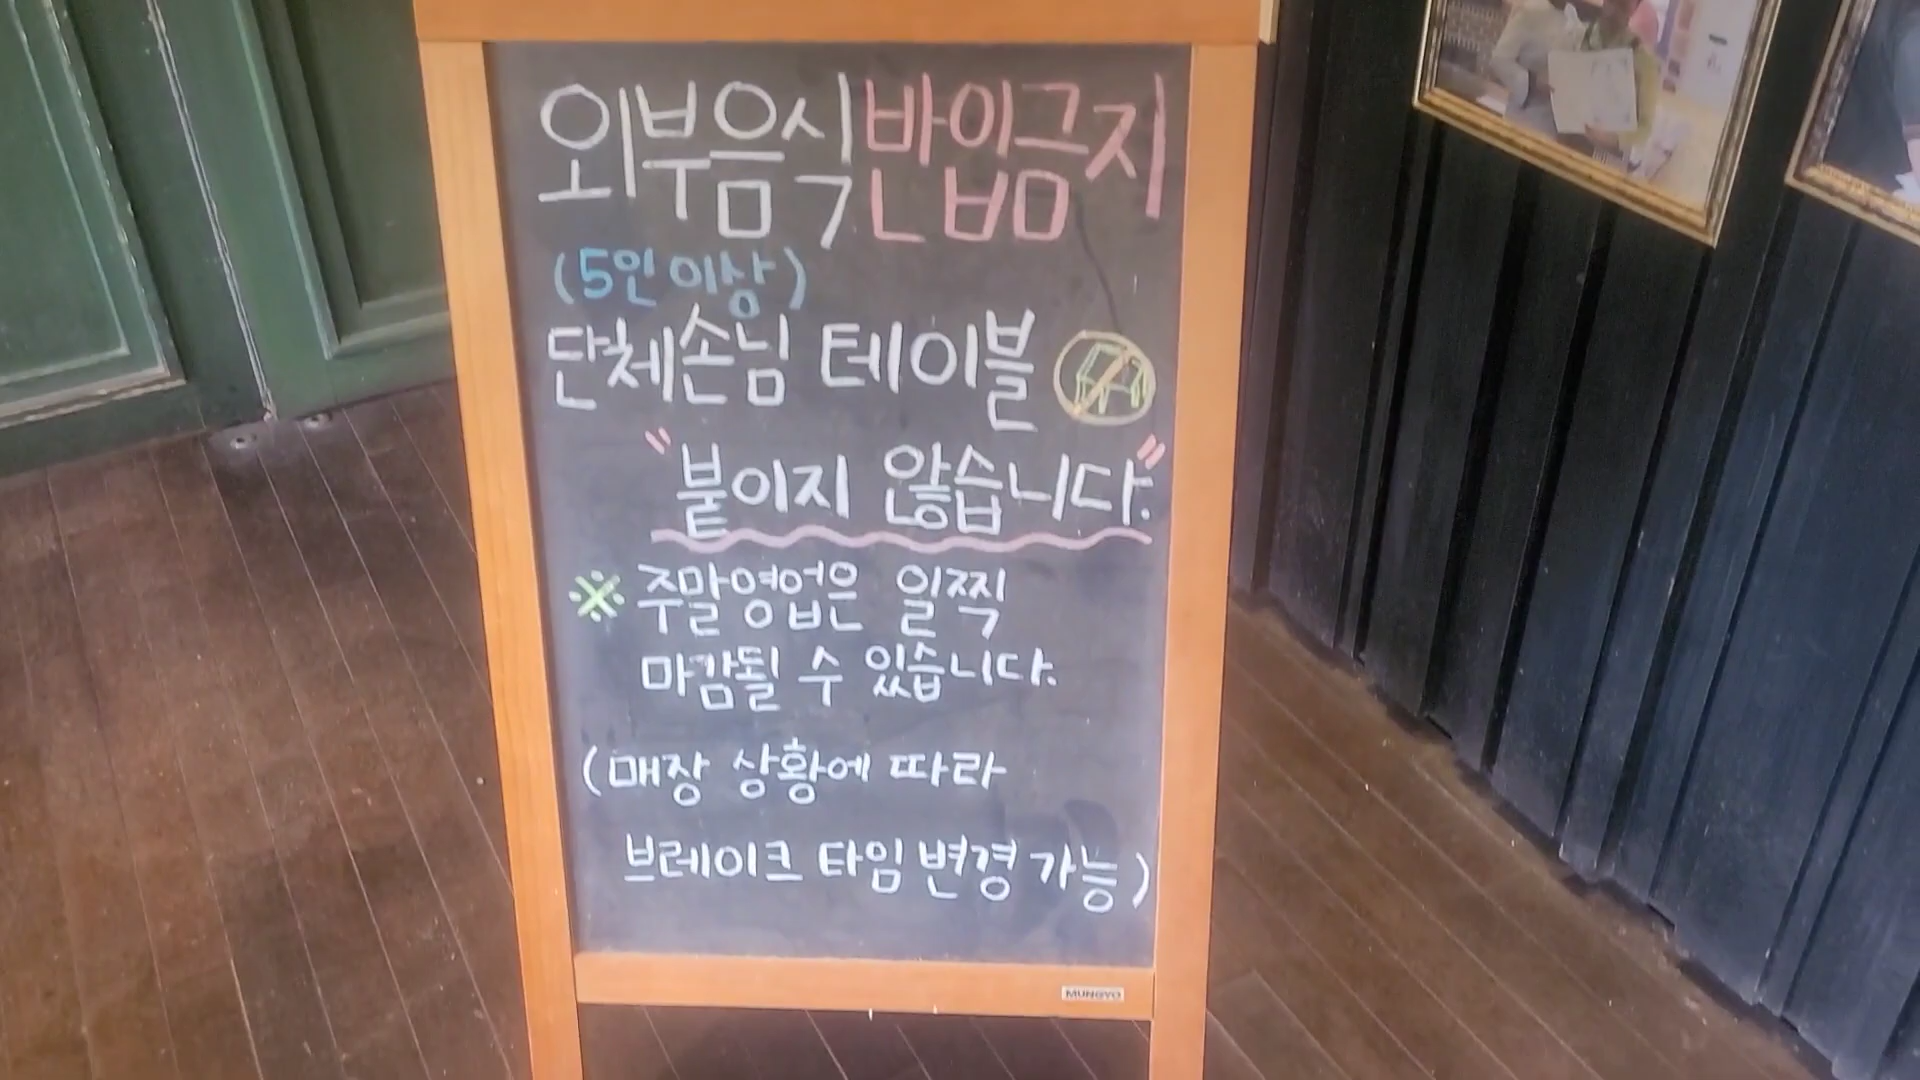 외부음식 반입금지
(5인 이상)
단체손님 테이블
"붙이지 않습니다."
※ 주말영업은 일찍
마감될 수 있습니다.
(매장 상황에 따라
브레이크 타임 변경 가능)
MUNGYO